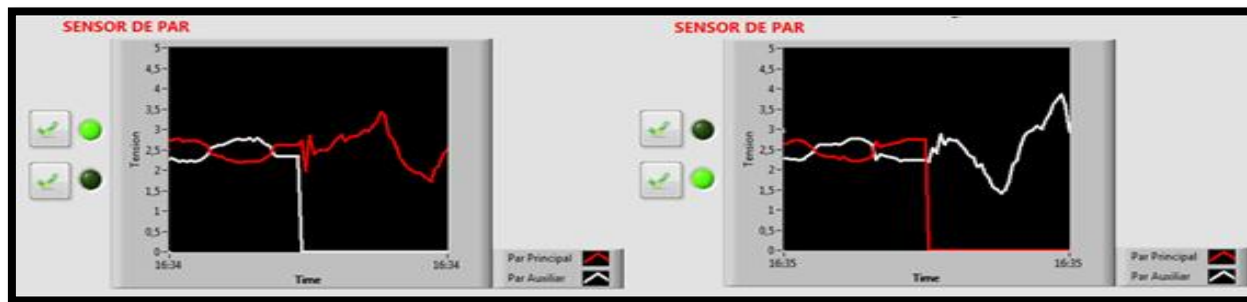 SENSOR DE PAR
5
4,5
4
3,5
3
2,5
2
1,5
1
0,5
0
Tension
16:34
16:34
Time
Par Principal
Par Auxiliar
SENSOR DE PAR
5
4,5
4
3,5
3
2,5
2
1,5
1
0,5
0
Tension
16:35
16:35
Time
Par Principal
Par Auxiliar